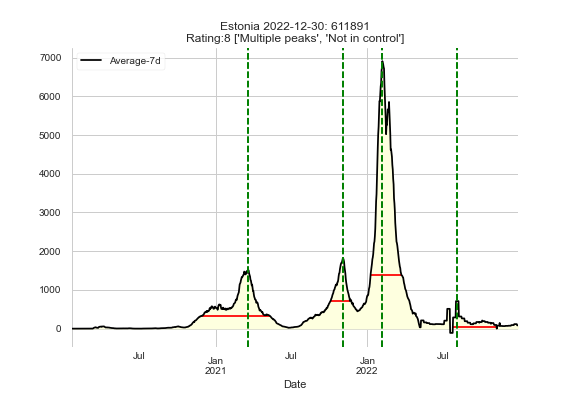 Estonia 2022-12-30: 611891
Rating:8 ['Multiple peaks', 'Not in control']
Average-7d
7000
6000
5000
4000
3000
2000
1000
0
Jul
Jan
2021
Jul
Jan
2022
Jul
Date